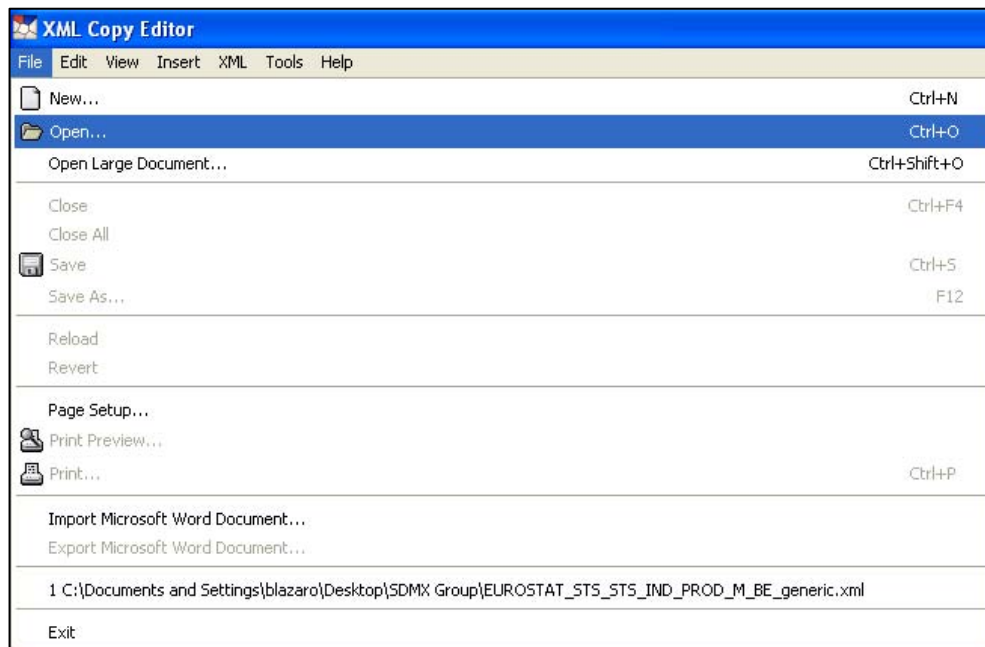 XML Copy Editor
File Edit View Insert XML Tools Help
New... Ctrl+N
Open... Ctrl+O
Open Large Document... Ctrl+Shift+O
Close Ctrl+F4
Close All
Save Ctrl+S
Save As... F12
Reload
Revert
Page Setup...
Print Preview...
Print... Ctrl+P
Import Microsoft Word Document...
Export Microsoft Word Document...
1 C:\Documents and Settings\blazaro\Desktop\SDMX Group\EUROSTAT_STS_STS_IND_PROD_M_BE_generic.xml
Exit